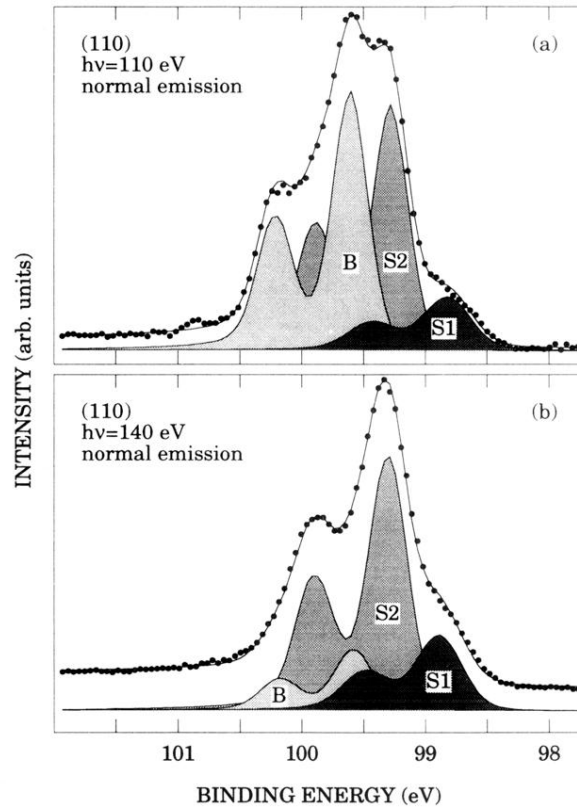 (110)
hν=110 eV
normal emission
(a)
B
S2
S1
(110)
hν=140 eV
normal emission
(b)
S2
B
S1
INTENSITY (arb. units)
101
100
99
98
BINDING ENERGY (eV)